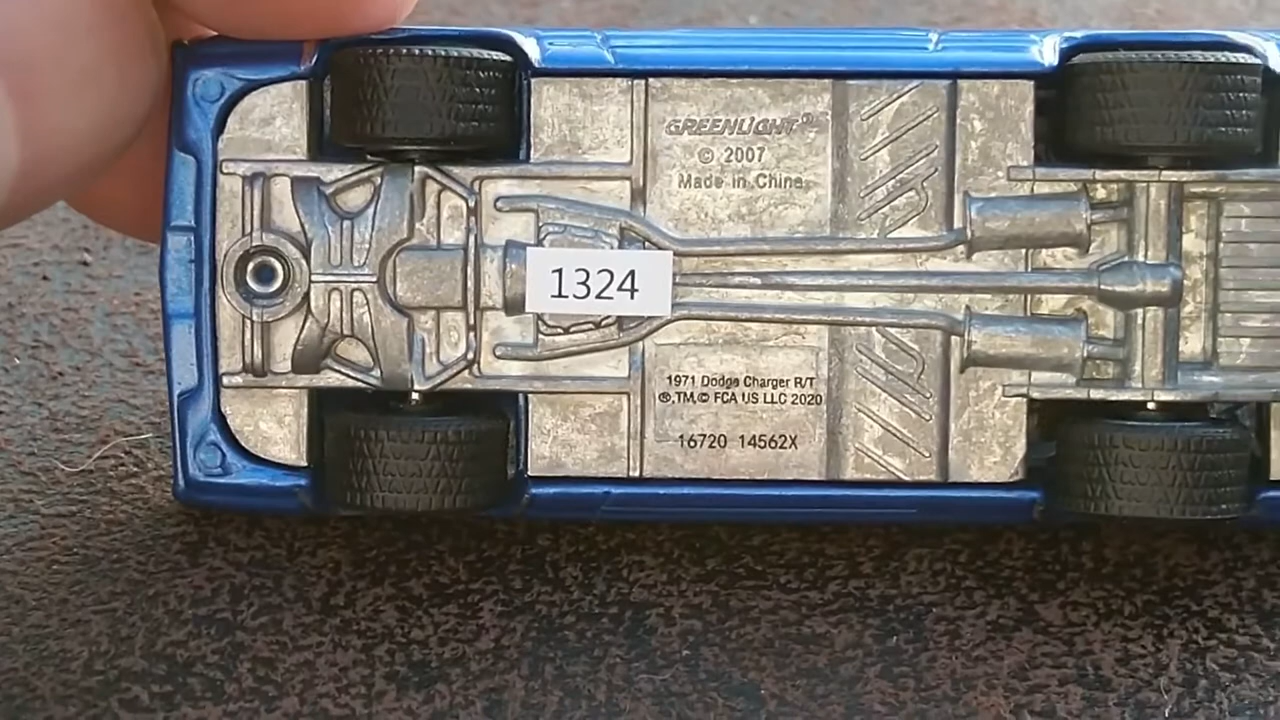 GREENLIGHT®
© 2007
Made in China
1324
1971 Dodge Charger R/T
®,TM,© FCA US LLC 2020
16720 14562X